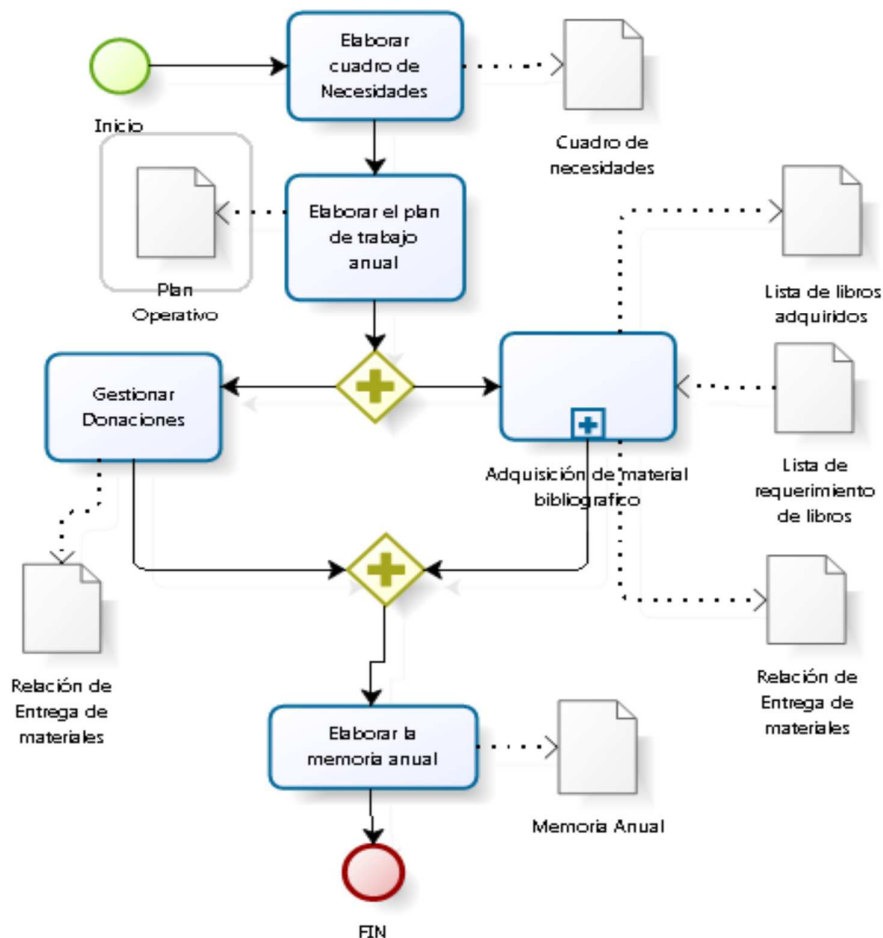 Elaborar
cuadro de
Necesidades
Inicio
Cuadro de
necesidades
Elaborar el plan
de trabajo
anual
Plan
Operativo
Lista de libros
adquiridos
Gestionar
Donaciones
Adquisición de material
bibliografico
Lista de
requerimiento
de libros
Relación de
Entrega de
materiales
Relación de
Entrega de
materiales
Elaborar la
memoria anual
Memoria Anual
FIN